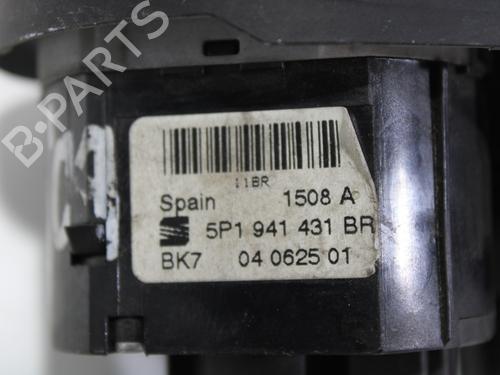 B-PARTS
11BR
Spain 1508 A
5P1 941 431 BR
BK7 04 0625 01